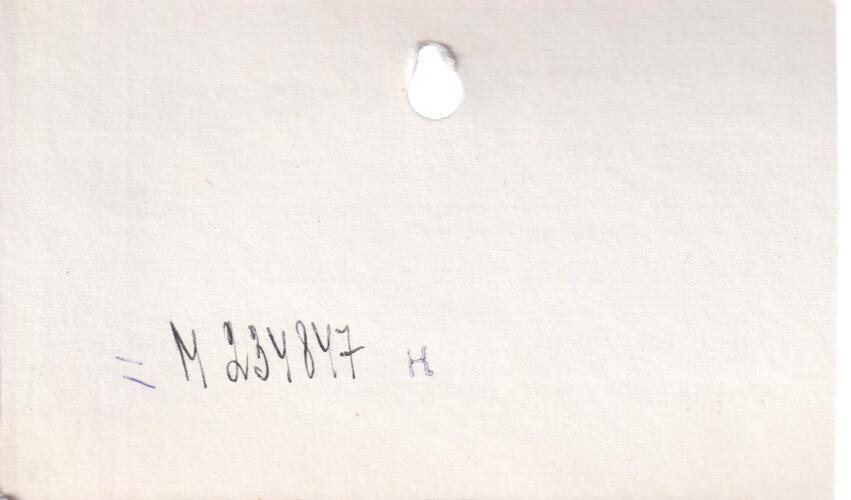 = М 234847 н